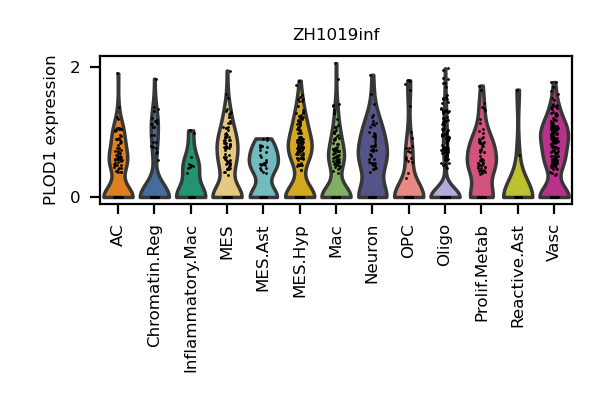 ZH1019inf
PLOD1 expression
2
0
AC
Chromatin.Reg
Inflammatory.Mac
MES
MES.Ast
MES.Hyp
Mac
Neuron
OPC
Oligo
Prolif.Metab
Reactive.Ast
Vasc